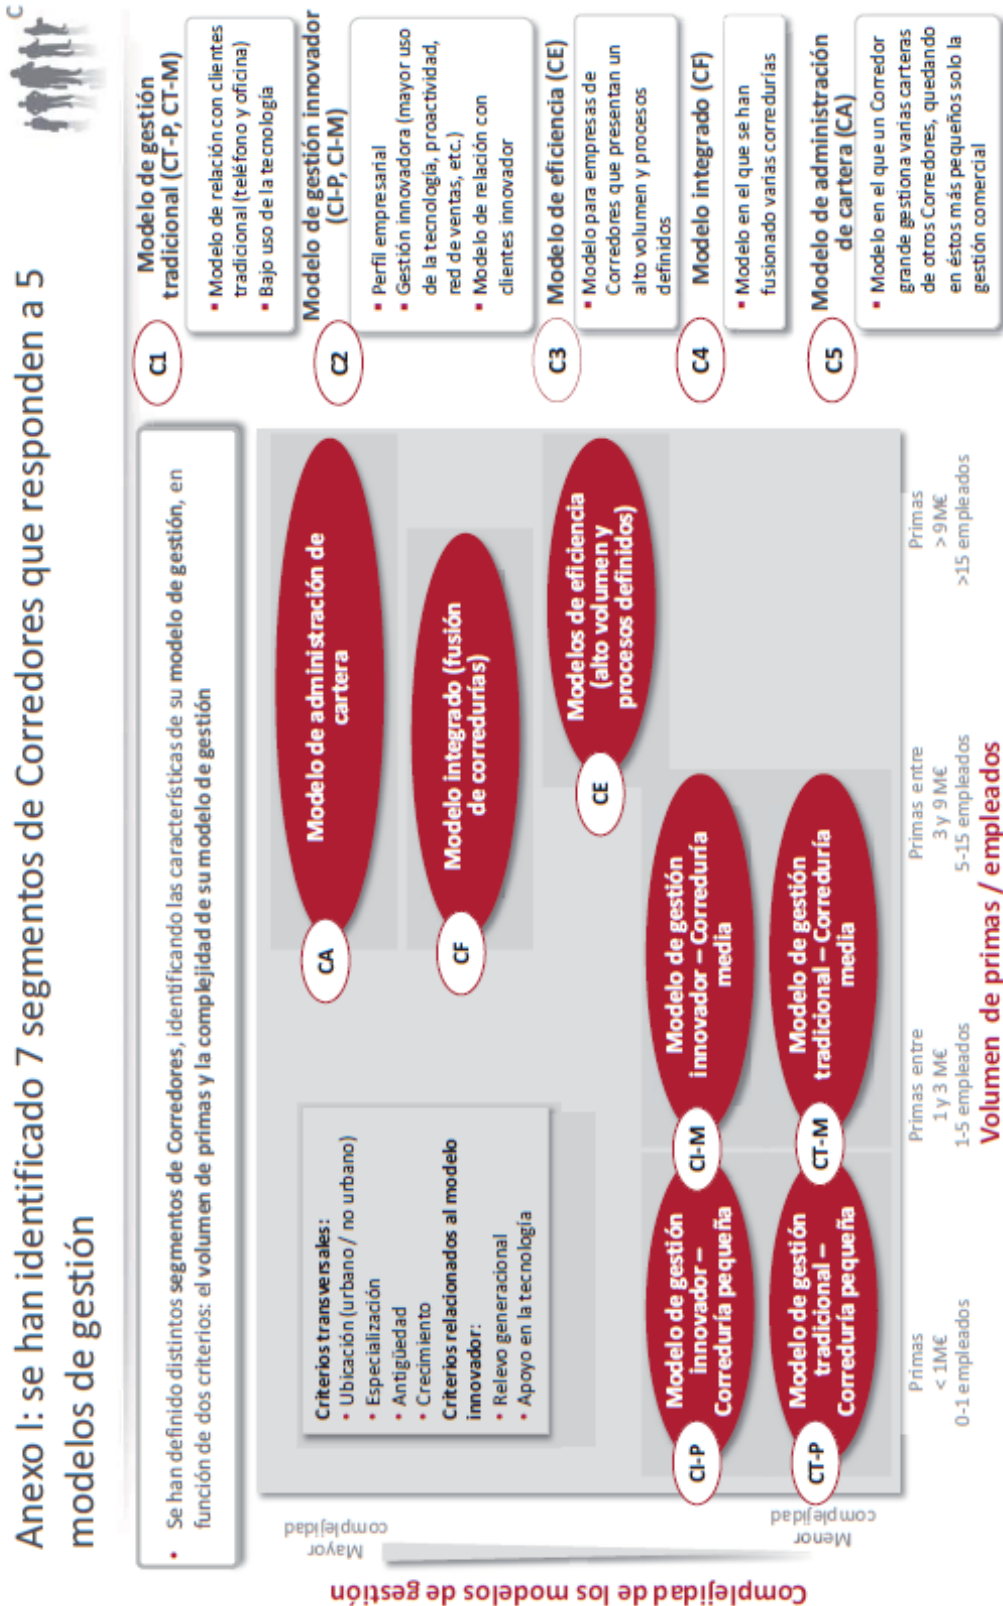 Anexo I: se han identificado 7 segmentos de Corredores que responden a 5
modelos de gestión
C
• Se han definido distintos segmentos de Corredores, identificando las características de su modelo de gestión, en
función de dos criterios: el volumen de primas y la complejidad de su modelo de gestión
Complejidad de los modelos de gestión
Mayor
complejidad
Menor
complejidad
Criterios transversales:
• Ubicación (urbano / no urbano)
• Especialización
• Antigüedad
• Crecimiento
Criterios relacionados al modelo
innovador:
• Relevo generacional
• Apoyo en la tecnología
CA
Modelo de administración de
cartera
CF
Modelo integrado (fusión
de corredurías)
CE
Modelos de eficiencia
(alto volumen y
procesos definidos)
CI-P
Modelo de gestión
innovador –
Correduría pequeña
CI-M
Modelo de gestión
innovador – Correduría
media
CT-P
Modelo de gestión
tradicional –
Correduría pequeña
CT-M
Modelo de gestión
tradicional – Correduría
media
Primas
< 1M€
0-1 empleados
Primas entre
1 y 3 M€
1-5 empleados
Primas entre
3 y 9 M€
5-15 empleados
Primas
> 9M€
>15 empleados
Volumen de primas / empleados
C1
Modelo de gestión
tradicional (CT-P, CT-M)
▪ Modelo de relación con clientes
tradicional (teléfono y oficina)
▪ Bajo uso de la tecnología
C2
Modelo de gestión innovador
(CI-P, CI-M)
▪ Perfil empresarial
▪ Gestión innovadora (mayor uso
de la tecnología, proactividad,
red de ventas, etc.)
▪ Modelo de relación con
clientes innovador
C3
Modelo de eficiencia (CE)
▪ Modelo para empresas de
Corredores que presentan un
alto volumen y procesos
definidos
C4
Modelo integrado (CF)
▪ Modelo en el que se han
fusionado varias corredurías
C5
Modelo de administración
de cartera (CA)
▪ Modelo en el que un Corredor
grande gestiona varias carteras
de otros Corredores, quedando
en éstos más pequeños solo la
gestión comercial